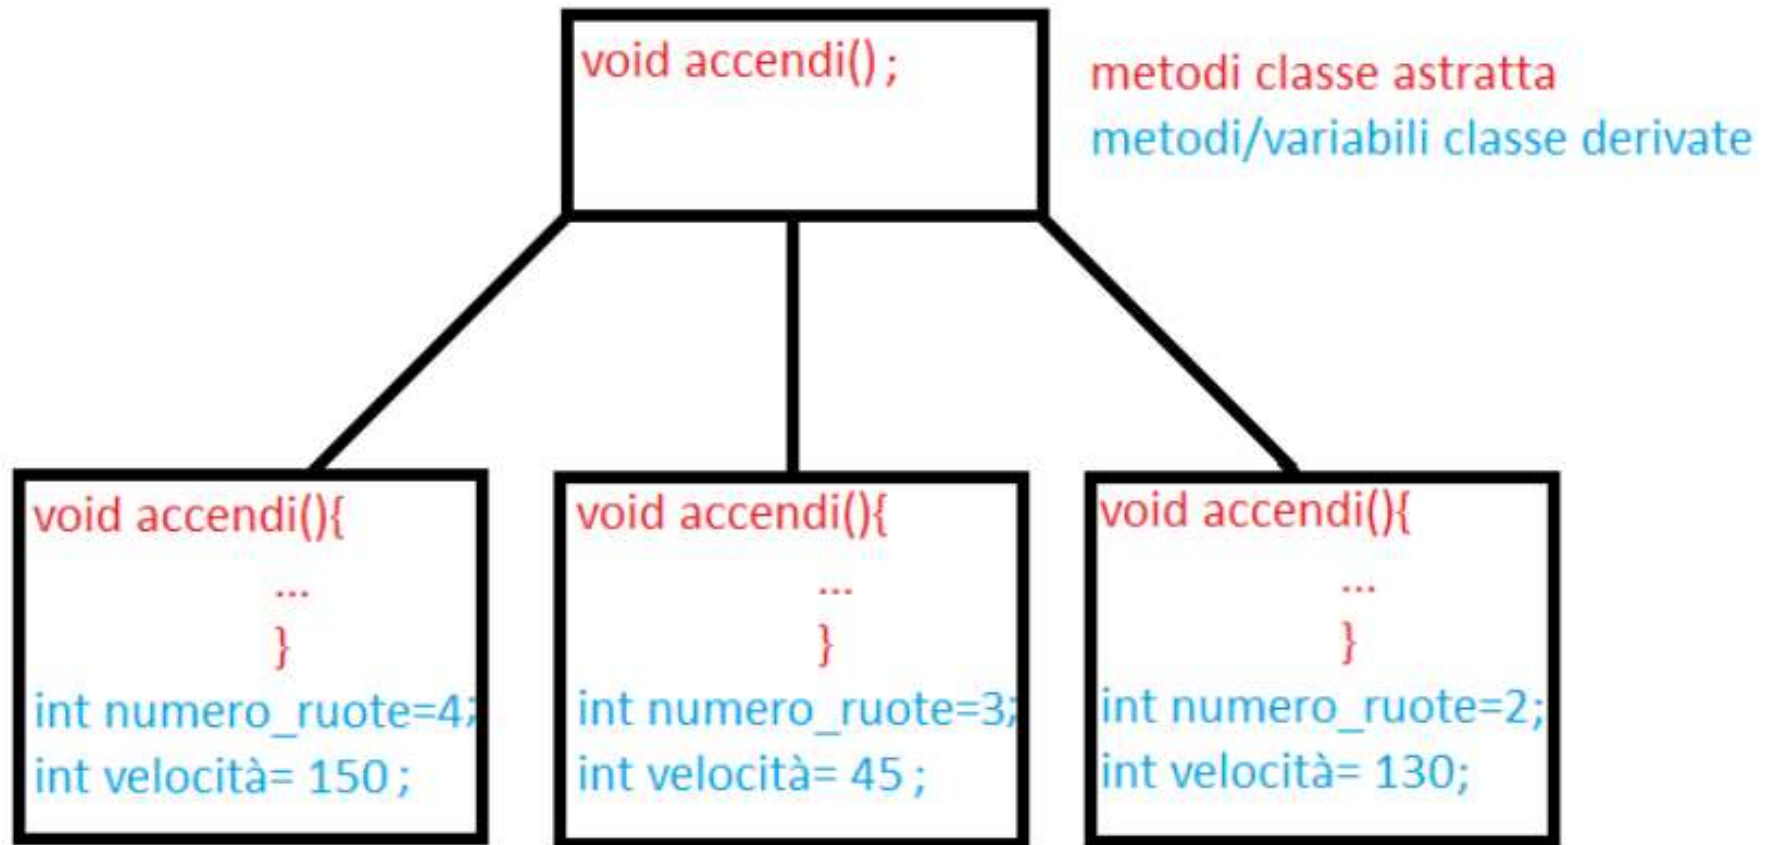 void accendi() ;
metodi classe astratta
metodi/variabili classe derivate
void accendi(){
...
}
int numero_ruote=4;
int velocità= 150 ;
void accendi(){
...
}
int numero_ruote=3;
int velocità= 45 ;
void accendi(){
...
}
int numero_ruote=2;
int velocità= 130;